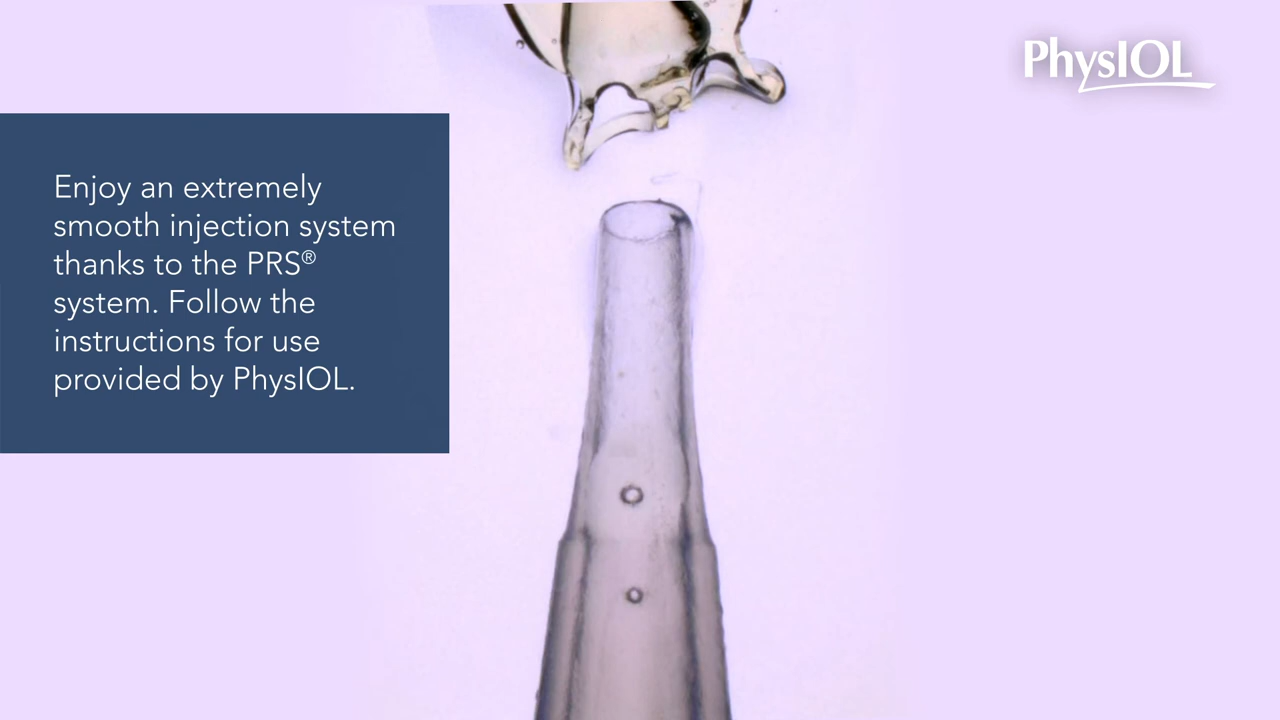 PhysIOL
Enjoy an extremely
smooth injection system
thanks to the PRS®
system. Follow the
instructions for use
provided by PhysIOL.